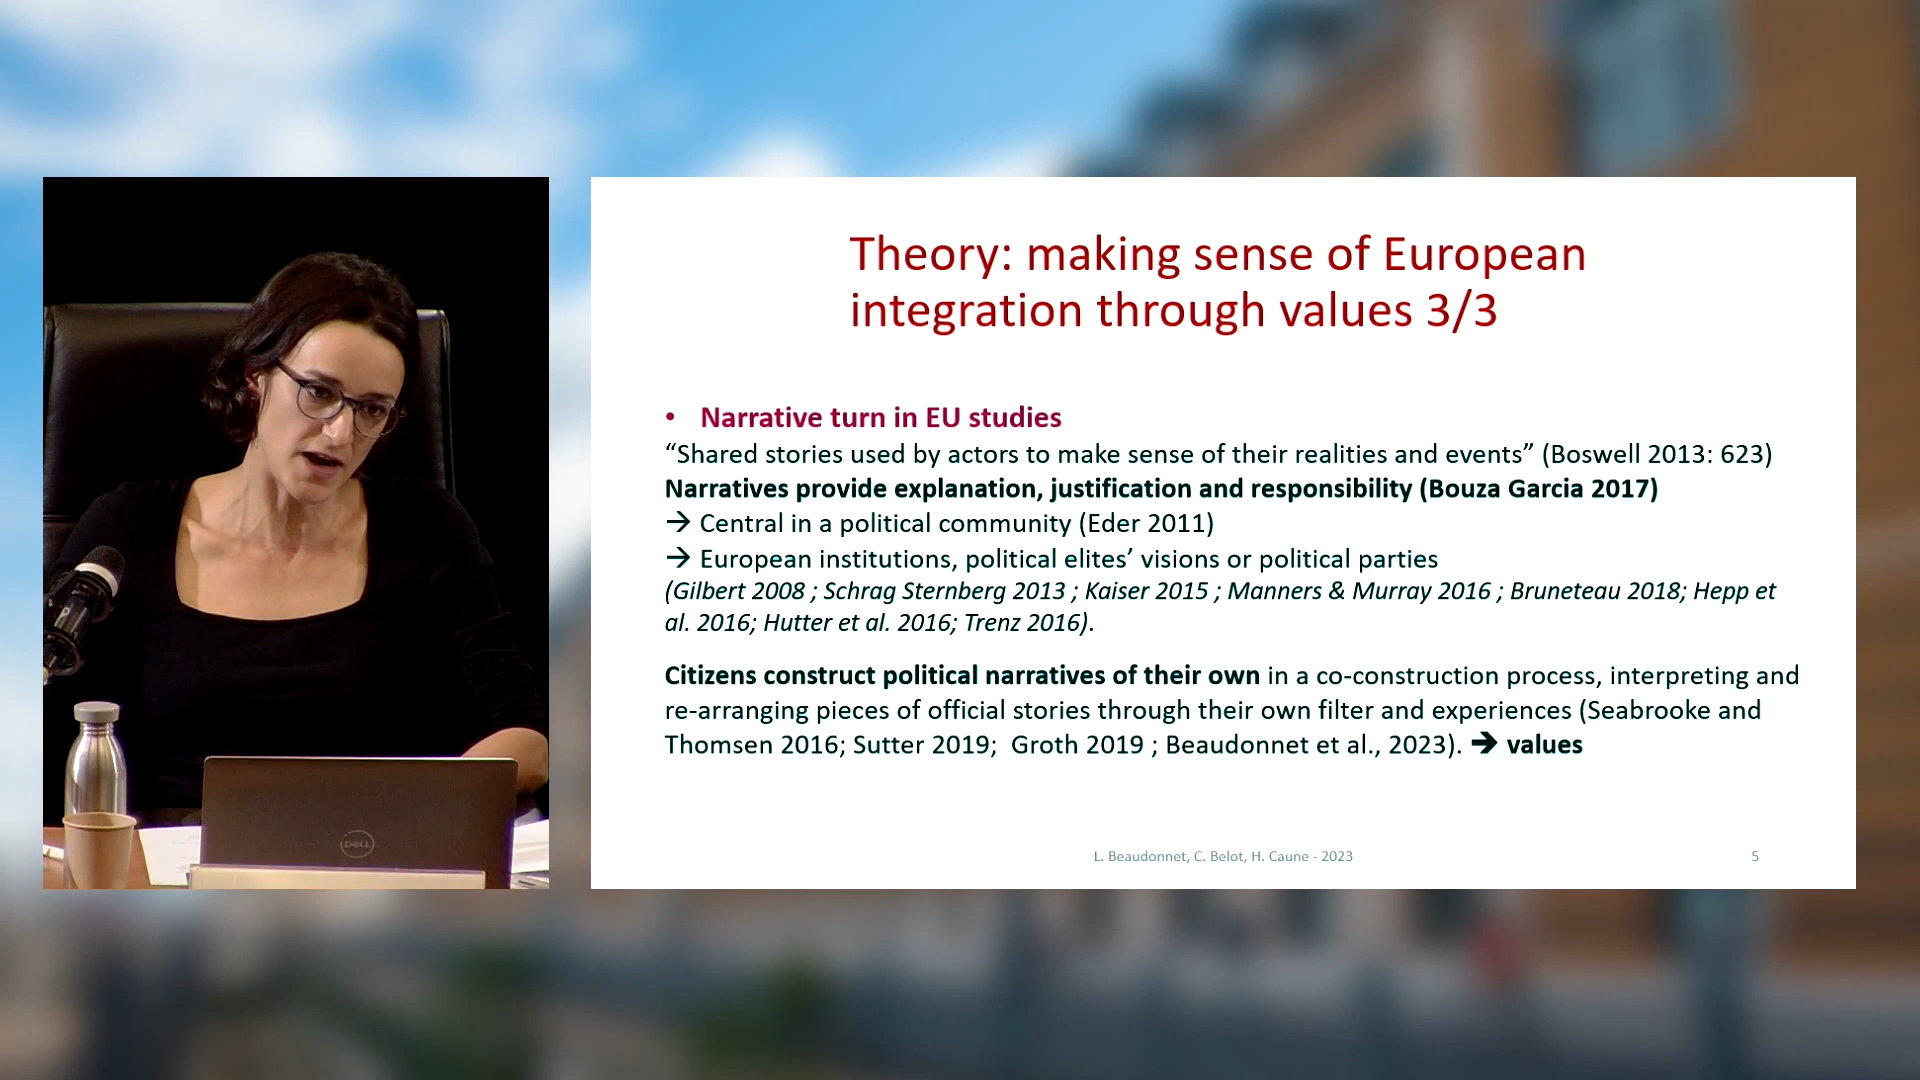 Theory: making sense of European
integration through values 3/3
• Narrative turn in EU studies
“Shared stories used by actors to make sense of their realities and events” (Boswell 2013: 623)
Narratives provide explanation, justification and responsibility (Bouza Garcia 2017)
→ Central in a political community (Eder 2011)
→ European institutions, political elites’ visions or political parties
(Gilbert 2008 ; Schrag Sternberg 2013 ; Kaiser 2015 ; Manners & Murray 2016 ; Bruneteau 2018; Hepp et
al. 2016; Hutter et al. 2016; Trenz 2016).
Citizens construct political narratives of their own in a co-construction process, interpreting and
re-arranging pieces of official stories through their own filter and experiences (Seabrooke and
Thomsen 2016; Sutter 2019; Groth 2019 ; Beaudonnet et al., 2023). → values
L. Beaudonnet, C. Belot, H. Caune - 2023
5
DELL